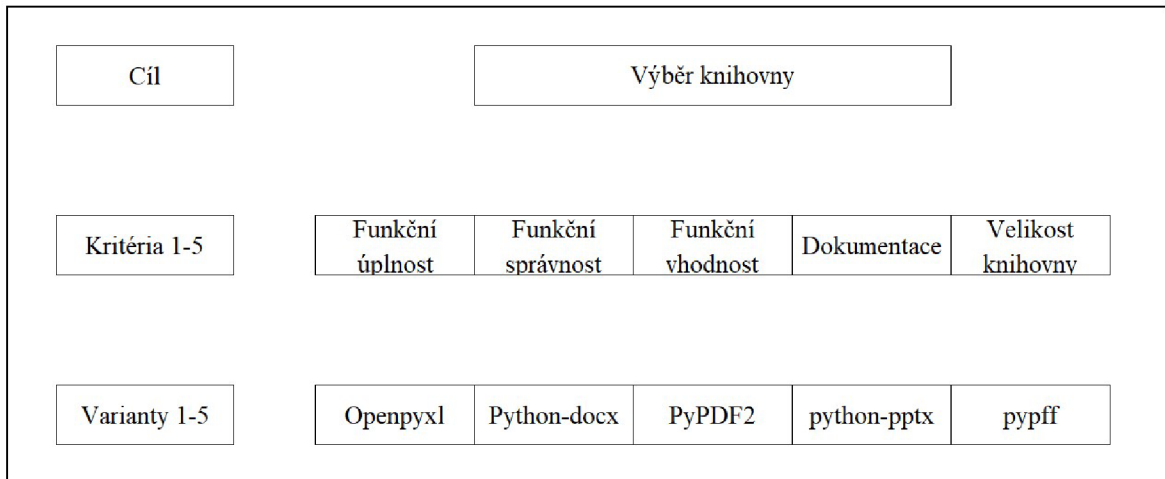 Cíl
Výběr knihovny
Kritéria 1-5
Funkční
úplnost
Funkční
správnost
Funkční
vhodnost
Dokumentace
Velikost
knihovny
Varianty 1-5
Openpyxl
Python-docx
PyPDF2
python-pptx
pypff